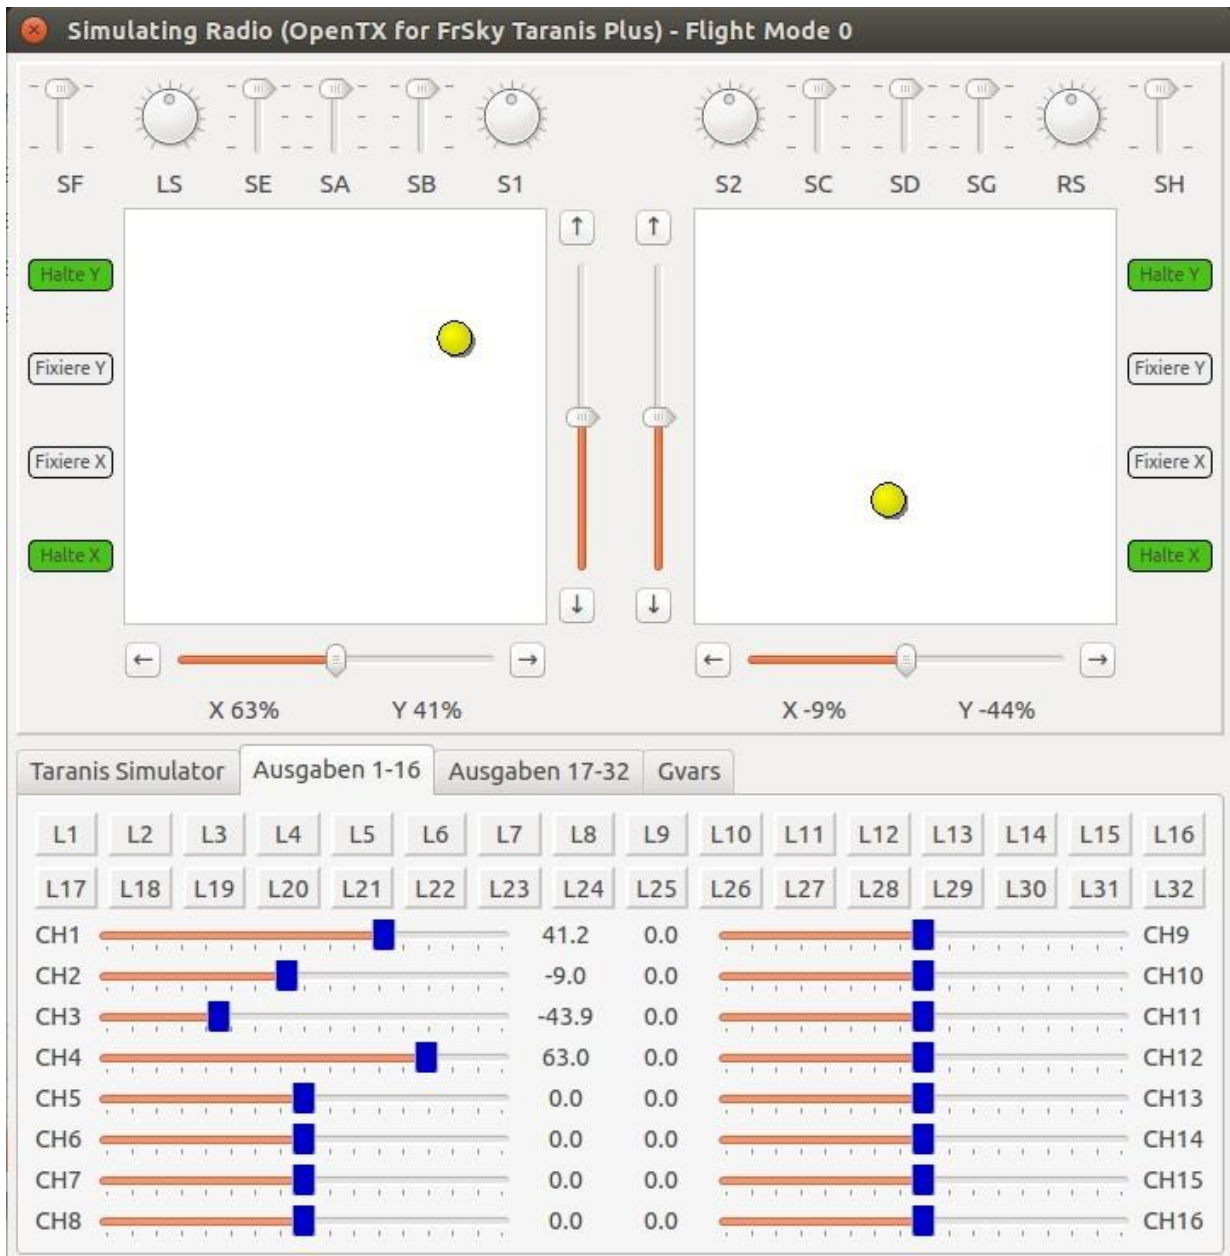 Simulating Radio (OpenTX for FrSky Taranis Plus) - Flight Mode 0
SF LS SE SA SB S1 S2 SC SD SG RS SH
↑ ↑
Halte Y Halte Y
Fixiere Y Fixiere Y
Fixiere X Fixiere X
Halte X Halte X
↓ ↓
← → ← →
X 63% Y 41% X -9% Y -44%
Taranis Simulator Ausgaben 1-16 Ausgaben 17-32 Gvars
L1 L2 L3 L4 L5 L6 L7 L8 L9 L10 L11 L12 L13 L14 L15 L16
L17 L18 L19 L20 L21 L22 L23 L24 L25 L26 L27 L28 L29 L30 L31 L32
CH1 41.2 0.0 CH9
CH2 -9.0 0.0 CH10
CH3 -43.9 0.0 CH11
CH4 63.0 0.0 CH12
CH5 0.0 0.0 CH13
CH6 0.0 0.0 CH14
CH7 0.0 0.0 CH15
CH8 0.0 0.0 CH16